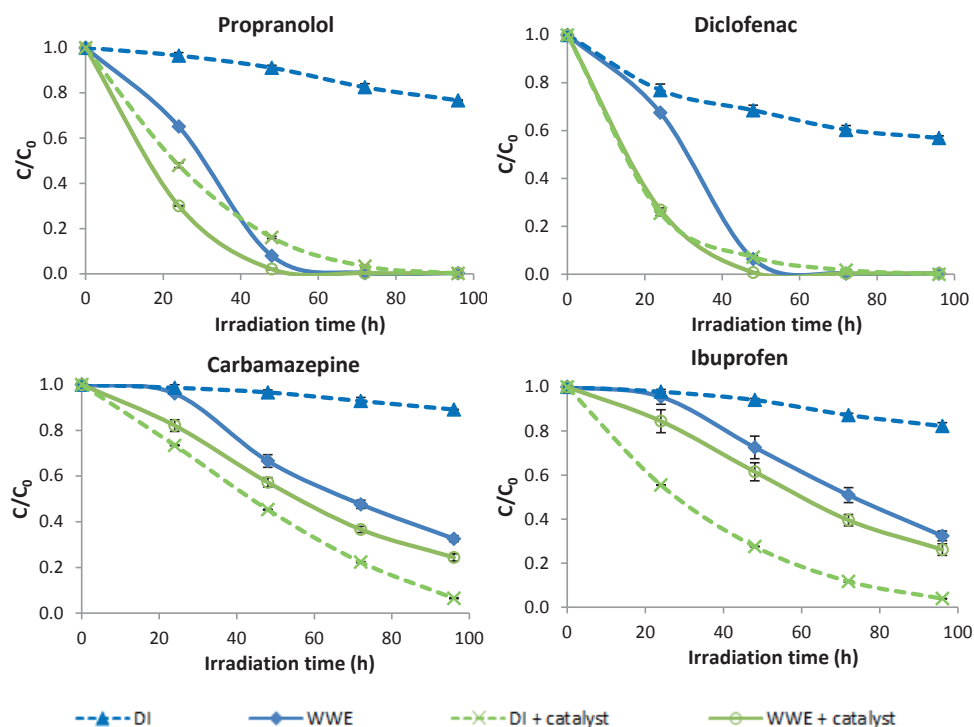 Propranolol
1.0
0.8
0.6
0.4
0.2
0.0
C/C0
0 20 40 60 80 100
Irradiation time (h)
Diclofenac
1.0
0.8
0.6
0.4
0.2
0.0
C/C0
0 20 40 60 80 100
Irradiation time (h)
Carbamazepine
1.0
0.8
0.6
0.4
0.2
0.0
C/C0
0 20 40 60 80 100
Irradiation time (h)
Ibuprofen
1.0
0.8
0.6
0.4
0.2
0.0
C/C0
0 20 40 60 80 100
Irradiation time (h)
DI WWE DI + catalyst WWE + catalyst